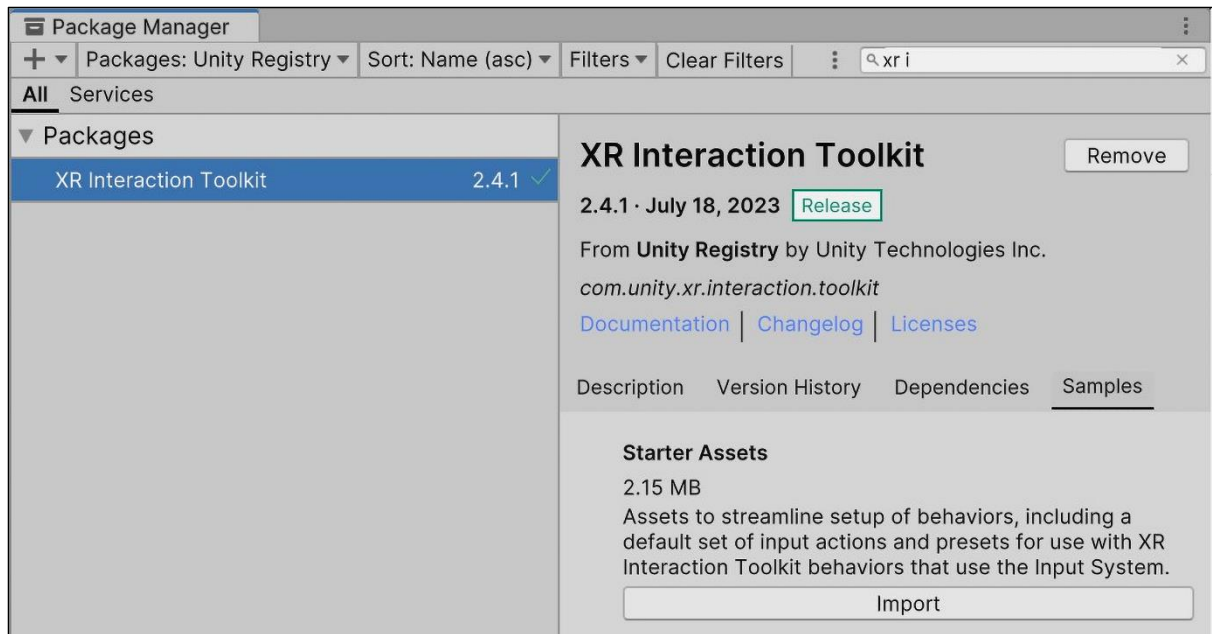 Package Manager
Packages: Unity Registry Sort: Name (asc) Filters Clear Filters xr i
All Services
Packages
XR Interaction Toolkit 2.4.1
XR Interaction Toolkit Remove
2.4.1 · July 18, 2023 Release
From Unity Registry by Unity Technologies Inc.
com.unity.xr.interaction.toolkit
Documentation | Changelog | Licenses
Description Version History Dependencies Samples
Starter Assets
2.15 MB
Assets to streamline setup of behaviors, including a
default set of input actions and presets for use with XR
Interaction Toolkit behaviors that use the Input System.
Import